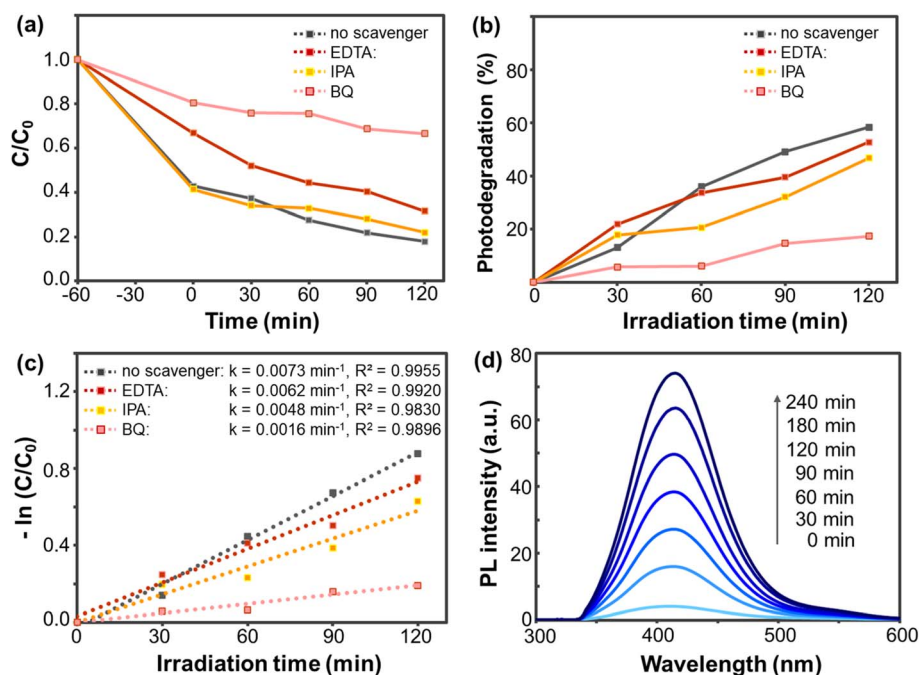 (a)
no scavenger
EDTA:
IPA
BQ
C/C₀
1.0
0.8
0.6
0.4
0.2
0.0
-60
-30
0
30
60
90
120
Time (min)
(b)
no scavenger
EDTA:
IPA
BQ
Photodegradation (%)
80
60
40
20
0
30
60
90
120
Irradiation time (min)
(c)
no scavenger: k = 0.0073 min⁻¹, R² = 0.9955
EDTA: k = 0.0062 min⁻¹, R² = 0.9920
IPA: k = 0.0048 min⁻¹, R² = 0.9830
BQ: k = 0.0016 min⁻¹, R² = 0.9896
- ln (C/C₀)
1.2
0.8
0.4
0.0
0
30
60
90
120
Irradiation time (min)
(d)
PL intensity (a.u.)
80
60
40
20
0
300
400
500
600
240 min
180 min
120 min
90 min
60 min
30 min
0 min
Wavelength (nm)